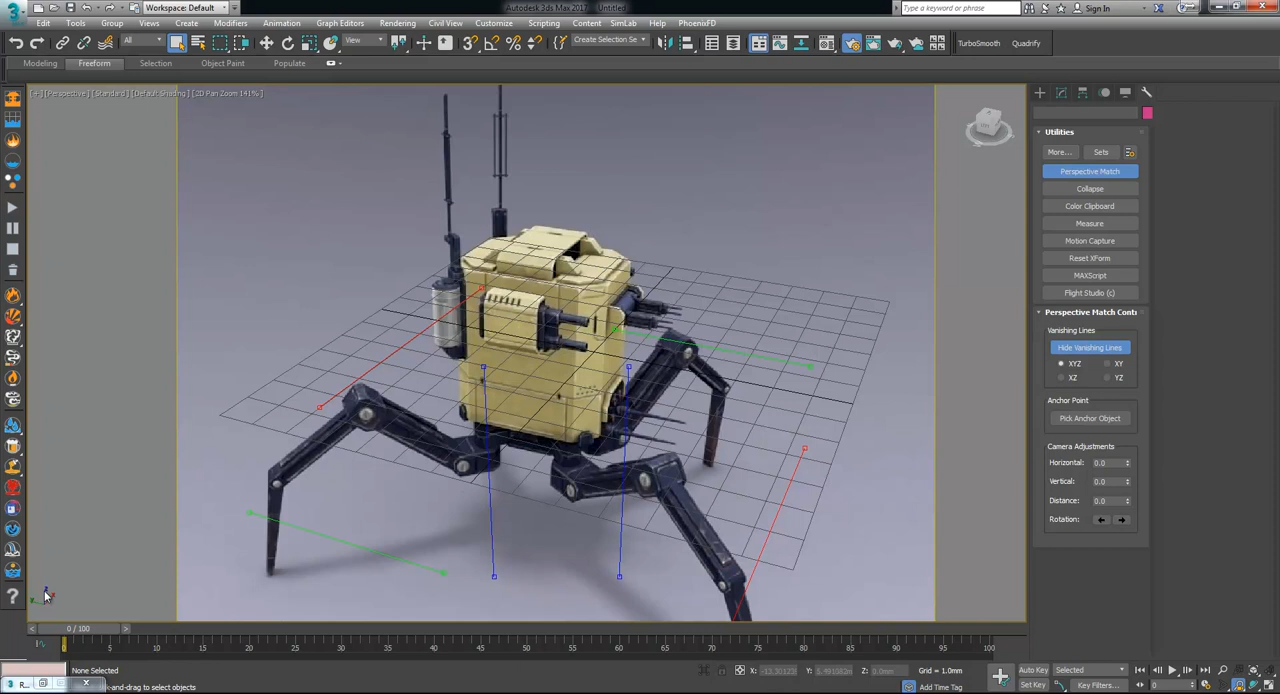 3 Workspace: Default Autodesk 3ds Max 2017 Untitled Type a keyword or phrase Sign In
Edit Tools Group Views Create Modifiers Animation Graph Editors Rendering Civil View Customize Scripting Content SimLab Help PhoenixFD
All View Create Selection Se TurboSmooth Quadrify
Modeling Freeform Selection Object Paint Populate
[+] [Perspective] [Standard] [Default Shading] [2D Pan Zoom 141%]
Utilities
More... Sets
Perspective Match
Collapse
Color Clipboard
Measure
Motion Capture
Reset XForm
MAXScript
Flight Studio (c)
Perspective Match Contr
Vanishing Lines
Hide Vanishing Lines
XYZ XY
XZ YZ
Anchor Point
Pick Anchor Object
Camera Adjustments
Horizontal: 0.0
Vertical: 0.0
Distance: 0.0
Rotation:
< 0 / 100 >
0 5 10 15 20 25 30 35 40 45 50 55 60 65 70 75 80 85 90 95 100
None Selected X: Y: Z: 0.0mm Grid = 1.0mm Auto Key Selected
3 R... -and-drag to select objects Add Time Tag Set Key Key Filters... 0